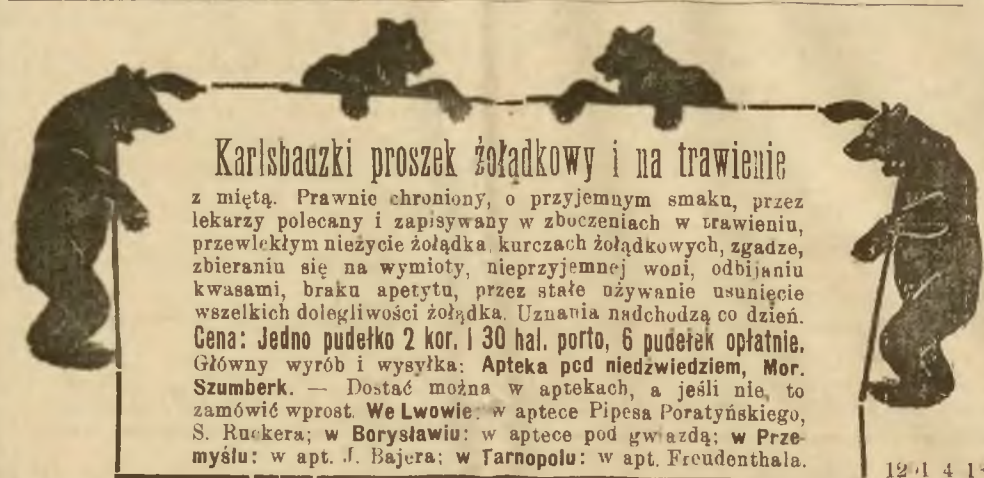 Karlsbadzki proszek żołądkowy i na trawienie
z miętą. Prawnie chroniony, o przyjemnym smaku, przez
lekarzy polecany i zapisywany w zboczeniach w trawieniu,
przewlekłym nieżycie żołądka, kurczach żołądkowych, zgadze,
zbieraniu się na wymioty, nieprzyjemnej woni, odbijaniu
kwasami, braku apetytu, przez stałe używanie usunięcie
wszelkich dolegliwości żołądka. Uznania nadchodzą co dzień.
Cena: Jedno pudełko 2 kor. i 30 hal. porto, 6 pudełek opłatnie.
Główny wyrób i wysyłka: Apteka pod niedźwiedziem, Mor.
Szumberk. — Dostać można w aptekach, a jeśli nie, to
zamówić wprost. We Lwowie: w aptece Pipesa Poratyńskiego,
S. Ruckera; w Borysławiu: w aptece pod gwiazdą; w Prze-
myślu: w apt. J. Bajera; w Tarnopolu: w apt. Freudenthala.